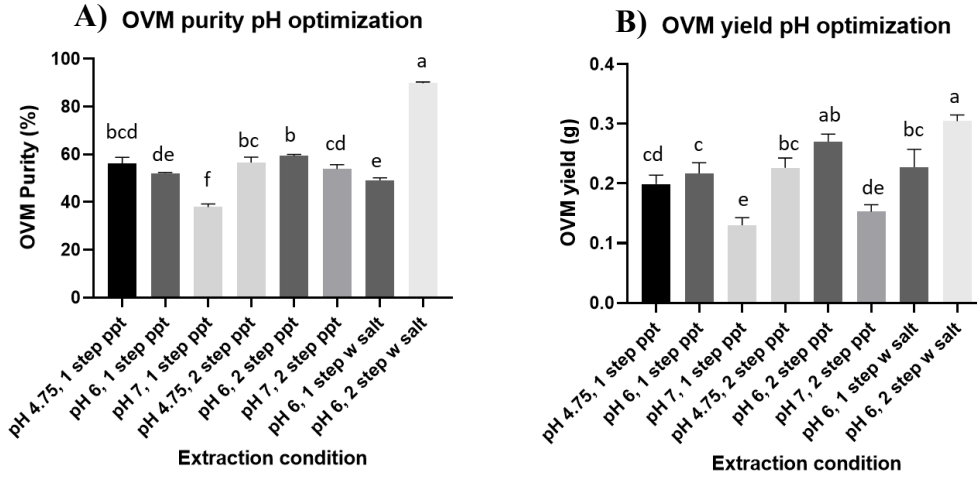 A) OVM purity pH optimization
OVM Purity (%)
100
80
60
40
20
0
bcd
de
f
bc
b
cd
e
a
pH 4.75, 1 step ppt
pH 6, 1 step ppt
pH 7, 1 step ppt
pH 4.75, 2 step ppt
pH 6, 2 step ppt
pH 7, 2 step ppt
pH 6, 1 step w salt
pH 6, 2 step w salt
Extraction condition
B) OVM yield pH optimization
OVM yield (g)
0.4
0.3
0.2
0.1
0.0
cd
c
e
bc
ab
de
bc
a
pH 4.75, 1 step ppt
pH 6, 1 step ppt
pH 7, 1 step ppt
pH 4.75, 2 step ppt
pH 6, 2 step ppt
pH 7, 2 step ppt
pH 6, 1 step w salt
pH 6, 2 step w salt
Extraction condition